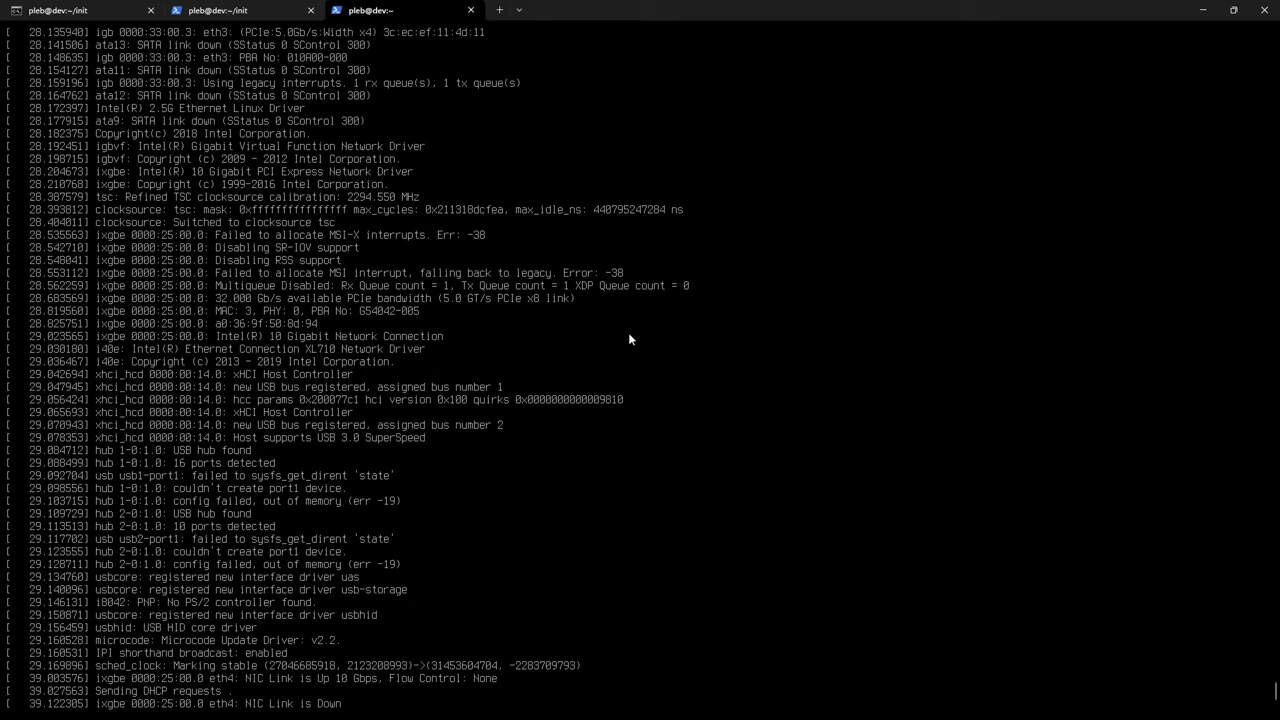 pleb@dev:~/init
pleb@dev:~/init
pleb@dev:~
[   28.135940] igb 0000:33:00.3: eth3: (PCIe:5.0Gb/s:Width x4) 3c:ec:ef:11:4d:11
[   28.141506] ata13: SATA link down (SStatus 0 SControl 300)
[   28.148635] igb 0000:33:00.3: eth3: PBA No: 010A00-000
[   28.154127] ata11: SATA link down (SStatus 0 SControl 300)
[   28.159196] igb 0000:33:00.3: Using legacy interrupts. 1 rx queue(s), 1 tx queue(s)
[   28.164762] ata12: SATA link down (SStatus 0 SControl 300)
[   28.172397] Intel(R) 2.5G Ethernet Linux Driver
[   28.177915] ata9: SATA link down (SStatus 0 SControl 300)
[   28.182375] Copyright(c) 2018 Intel Corporation.
[   28.192451] igbvf: Intel(R) Gigabit Virtual Function Network Driver
[   28.198715] igbvf: Copyright (c) 2009 - 2012 Intel Corporation.
[   28.204673] ixgbe: Intel(R) 10 Gigabit PCI Express Network Driver
[   28.210768] ixgbe: Copyright (c) 1999-2016 Intel Corporation.
[   28.387579] tsc: Refined TSC clocksource calibration: 2294.550 MHz
[   28.393812] clocksource: tsc: mask: 0xffffffffffffffff max_cycles: 0x211318dcfea, max_idle_ns: 440795247284 ns
[   28.404011] clocksource: Switched to clocksource tsc
[   28.535563] ixgbe 0000:25:00.0: Failed to allocate MSI-X interrupts. Err: -38
[   28.542710] ixgbe 0000:25:00.0: Disabling SR-IOV support
[   28.548041] ixgbe 0000:25:00.0: Disabling RSS support
[   28.553112] ixgbe 0000:25:00.0: Failed to allocate MSI interrupt, falling back to legacy. Error: -38
[   28.562259] ixgbe 0000:25:00.0: Multiqueue Disabled: Rx Queue count = 1, Tx Queue count = 1 XDP Queue count = 0
[   28.683569] ixgbe 0000:25:00.0: 32.000 Gb/s available PCIe bandwidth (5.0 GT/s PCIe x8 link)
[   28.819560] ixgbe 0000:25:00.0: MAC: 3, PHY: 0, PBA No: G54042-005
[   28.825751] ixgbe 0000:25:00.0: a0:36:9f:50:8d:94
[   29.023565] ixgbe 0000:25:00.0: Intel(R) 10 Gigabit Network Connection
[   29.030180] i40e: Intel(R) Ethernet Connection XL710 Network Driver
[   29.036467] i40e: Copyright (c) 2013 - 2019 Intel Corporation.
[   29.042694] xhci_hcd 0000:00:14.0: xHCI Host Controller
[   29.047945] xhci_hcd 0000:00:14.0: new USB bus registered, assigned bus number 1
[   29.056424] xhci_hcd 0000:00:14.0: hcc params 0x200077c1 hci version 0x100 quirks 0x0000000000009810
[   29.065693] xhci_hcd 0000:00:14.0: xHCI Host Controller
[   29.070943] xhci_hcd 0000:00:14.0: new USB bus registered, assigned bus number 2
[   29.078353] xhci_hcd 0000:00:14.0: Host supports USB 3.0 SuperSpeed
[   29.084712] hub 1-0:1.0: USB hub found
[   29.088499] hub 1-0:1.0: 16 ports detected
[   29.092704] usb usb1-port1: failed to sysfs_get_dirent 'state'
[   29.098556] hub 1-0:1.0: couldn't create port1 device.
[   29.103715] hub 1-0:1.0: config failed, out of memory (err -19)
[   29.109729] hub 2-0:1.0: USB hub found
[   29.113513] hub 2-0:1.0: 10 ports detected
[   29.117702] usb usb2-port1: failed to sysfs_get_dirent 'state'
[   29.123555] hub 2-0:1.0: couldn't create port1 device.
[   29.128711] hub 2-0:1.0: config failed, out of memory (err -19)
[   29.134760] usbcore: registered new interface driver uas
[   29.140096] usbcore: registered new interface driver usb-storage
[   29.146131] i8042: PNP: No PS/2 controller found.
[   29.150871] usbcore: registered new interface driver usbhid
[   29.156459] usbhid: USB HID core driver
[   29.160528] microcode: Microcode Update Driver: v2.2.
[   29.160531] IPI shorthand broadcast: enabled
[   29.169896] sched_clock: Marking stable (27046685918, 2123208993)->(31453604704, -2283709793)
[   39.003576] ixgbe 0000:25:00.0 eth4: NIC Link is Up 10 Gbps, Flow Control: None
[   39.027563] Sending DHCP requests .
[   39.122305] ixgbe 0000:25:00.0 eth4: NIC Link is Down